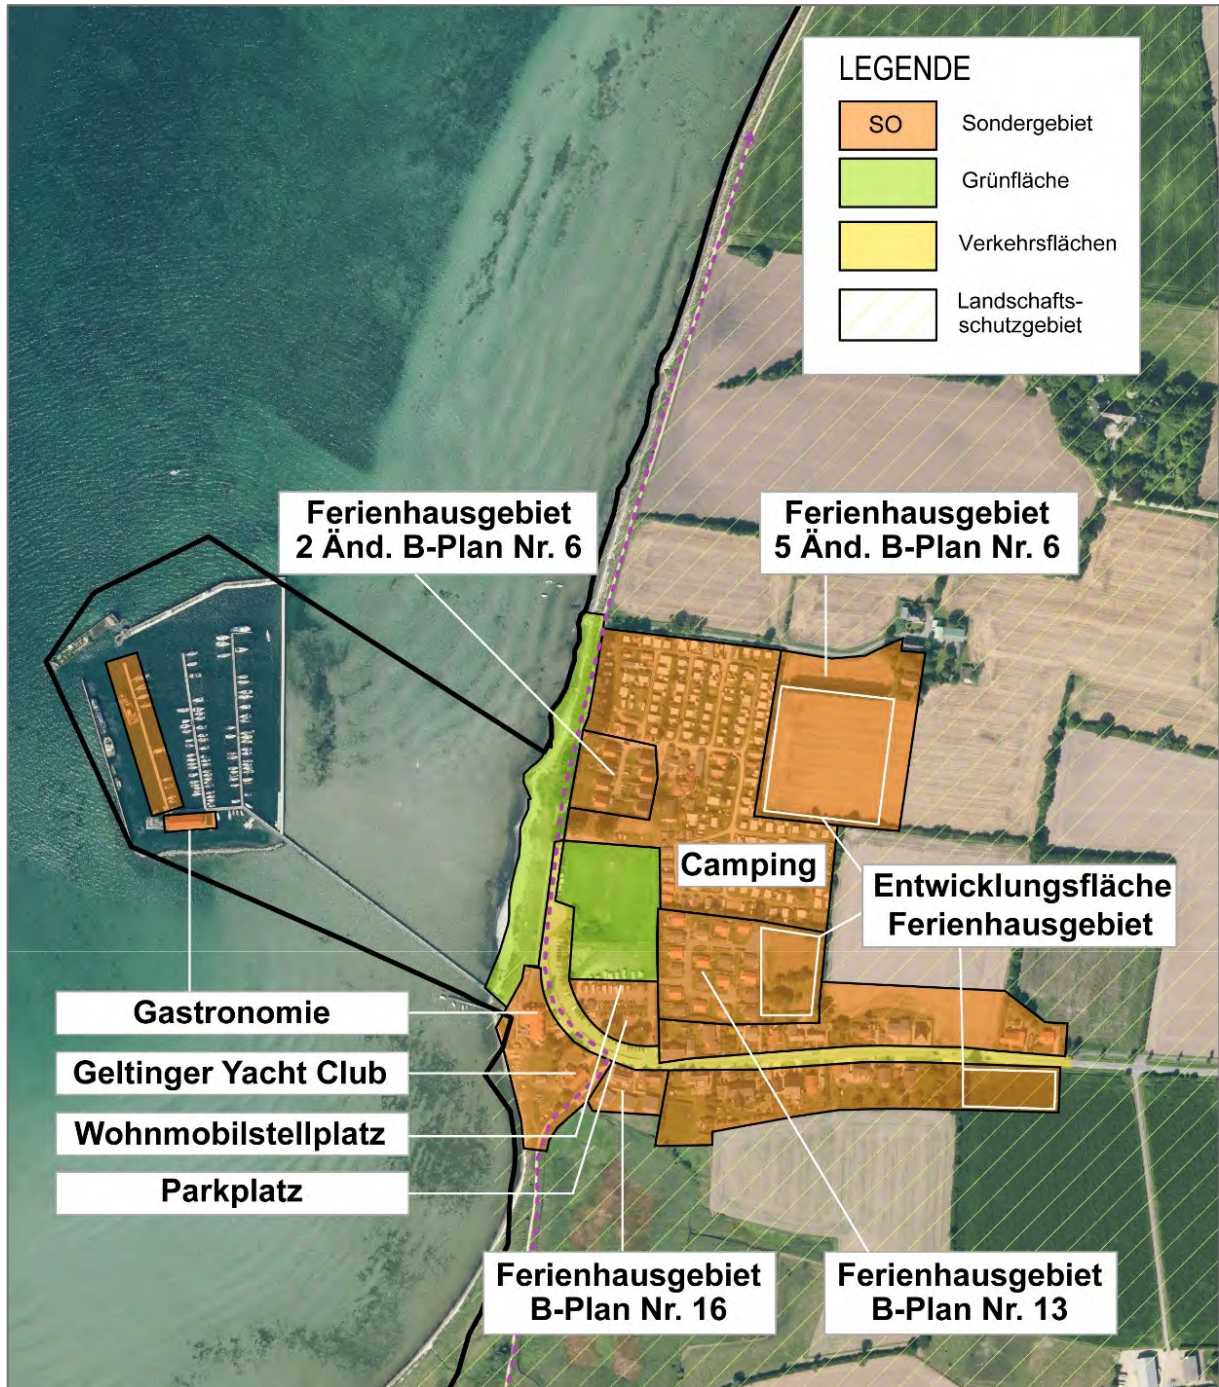 LEGENDE
SO
Sondergebiet
Grünfläche
Verkehrsflächen
Landschafts-
schutzgebiet
Ferienhausgebiet
2 Änd. B-Plan Nr. 6
Ferienhausgebiet
5 Änd. B-Plan Nr. 6
Camping
Entwicklungsfläche
Ferienhausgebiet
Gastronomie
Geltinger Yacht Club
Wohnmobilstellplatz
Parkplatz
Ferienhausgebiet
B-Plan Nr. 16
Ferienhausgebiet
B-Plan Nr. 13